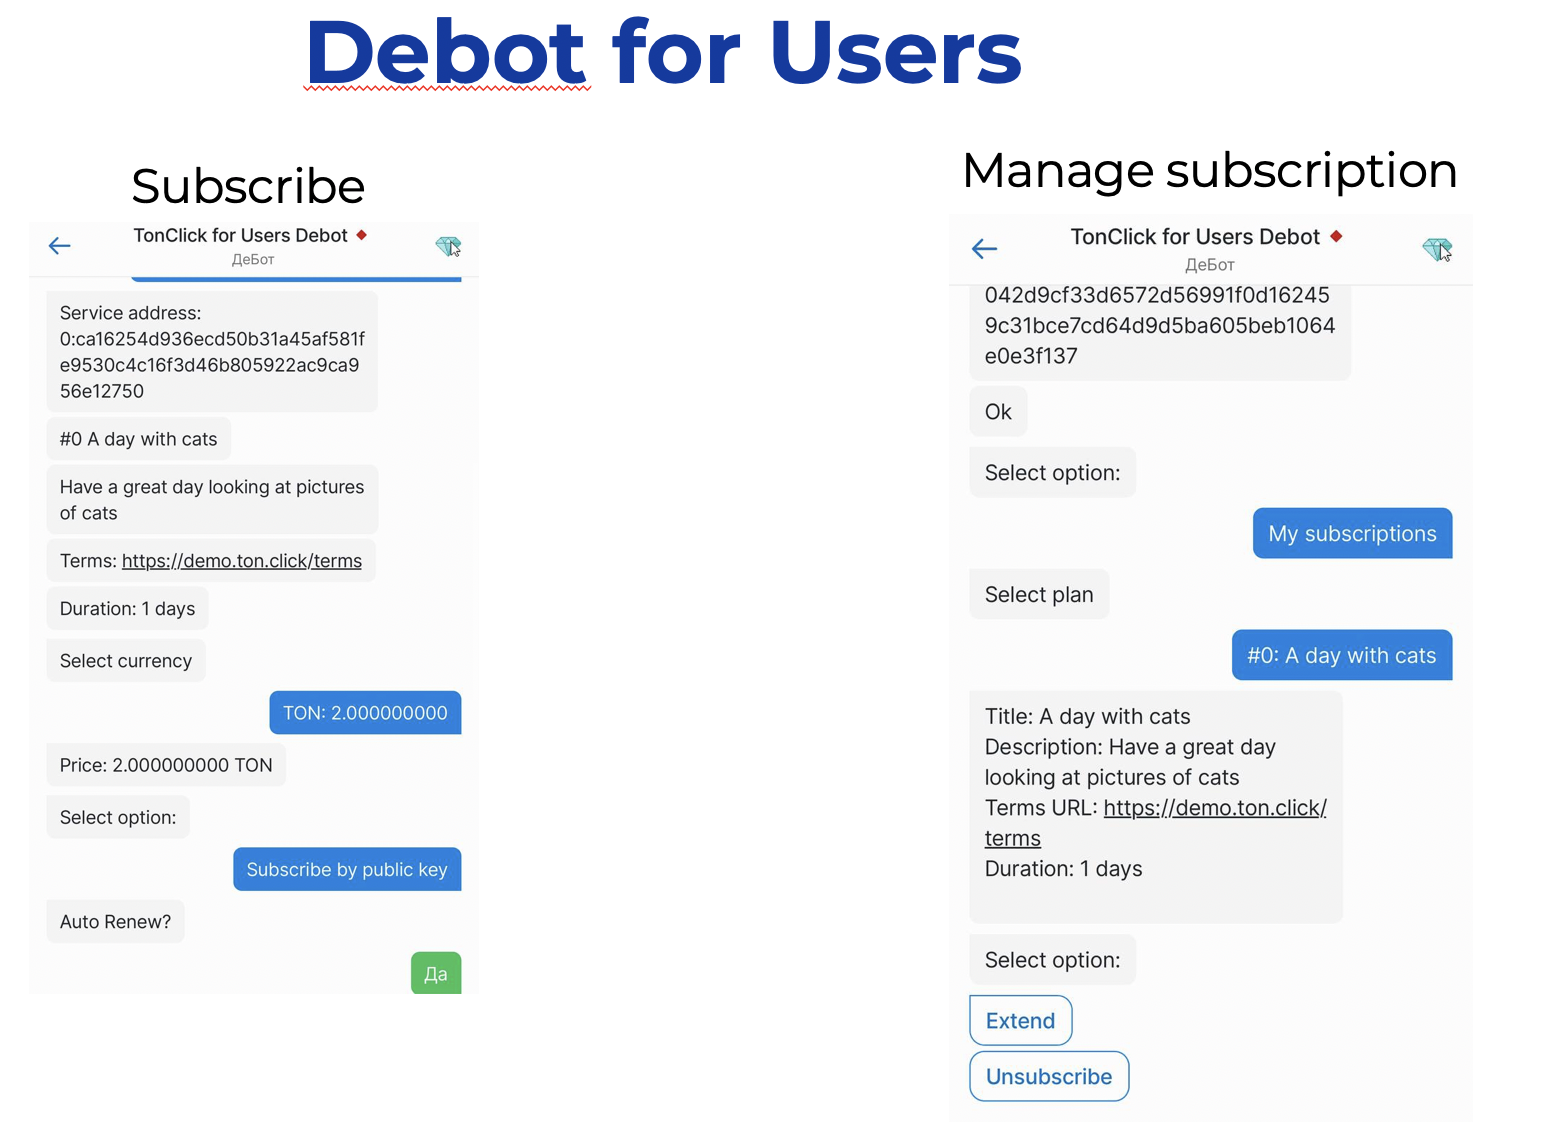 Debot for Users
Subscribe
TonClick for Users Debot
ДеБот
Service address:
0:ca16254d936ecd50b31a45af581f
e9530c4c16f3d46b805922ac9ca9
56e12750
#0 A day with cats
Have a great day looking at pictures
of cats
Terms: https://demo.ton.click/terms
Duration: 1 days
Select currency
TON: 2.000000000
Price: 2.000000000 TON
Select option:
Subscribe by public key
Auto Renew?
Да
Manage subscription
TonClick for Users Debot
ДеБот
042d9cf33d6572d56991f0d16245
9c31bce7cd64d9d5ba605beb1064
e0e3f137
Ok
Select option:
My subscriptions
Select plan
#0: A day with cats
Title: A day with cats
Description: Have a great day
looking at pictures of cats
Terms URL: https://demo.ton.click/
terms
Duration: 1 days
Select option:
Extend
Unsubscribe